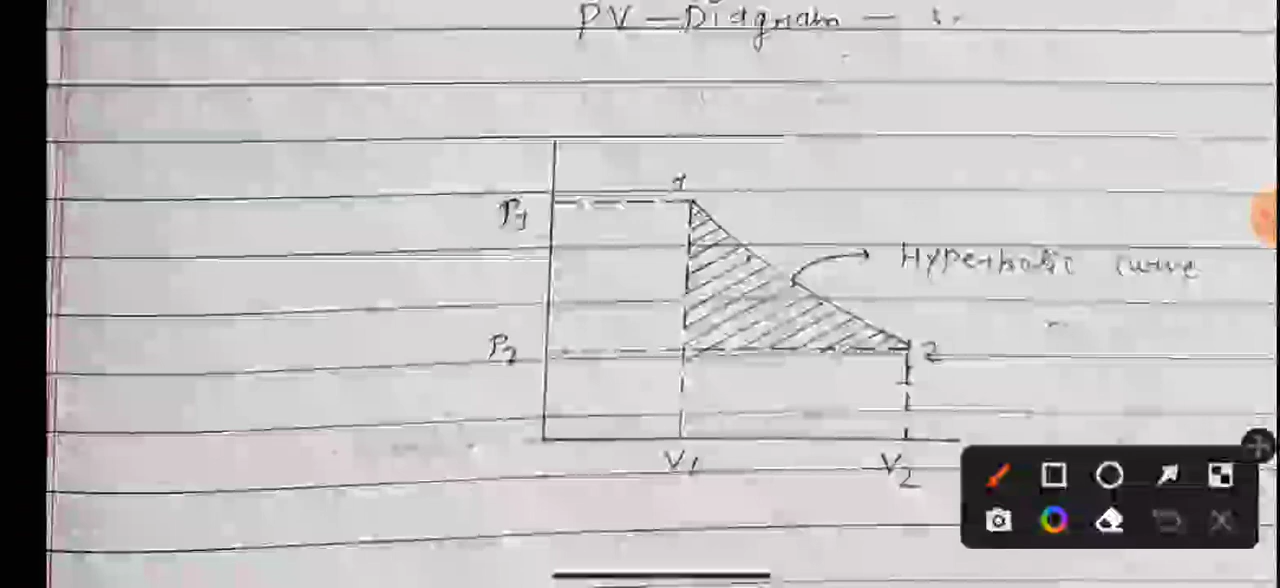 PV — Diagram —
1
P1
Hyperbolic curve
P2
2
V1
V2